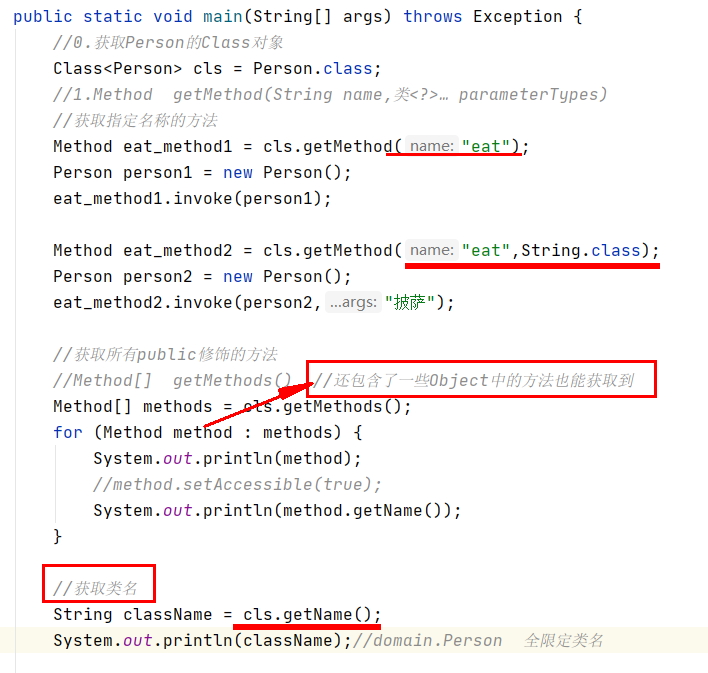 public static void main(String[] args) throws Exception {
//0.获取Person的Class对象
Class<Person> cls = Person.class;
//1.Method  getMethod(String name,类<?>… parameterTypes)
//获取指定名称的方法
Method eat_method1 = cls.getMethod( name: "eat");
Person person1 = new Person();
eat_method1.invoke(person1);
Method eat_method2 = cls.getMethod( name: "eat",String.class);
Person person2 = new Person();
eat_method2.invoke(person2, ...args: "披萨");
//获取所有public修饰的方法
//Method[]  getMethods()  //还包含了一些Object中的方法也能获取到
Method[] methods = cls.getMethods();
for (Method method : methods) {
System.out.println(method);
//method.setAccessible(true);
System.out.println(method.getName());
}
//获取类名
String className = cls.getName();
System.out.println(className);//domain.Person  全限定类名